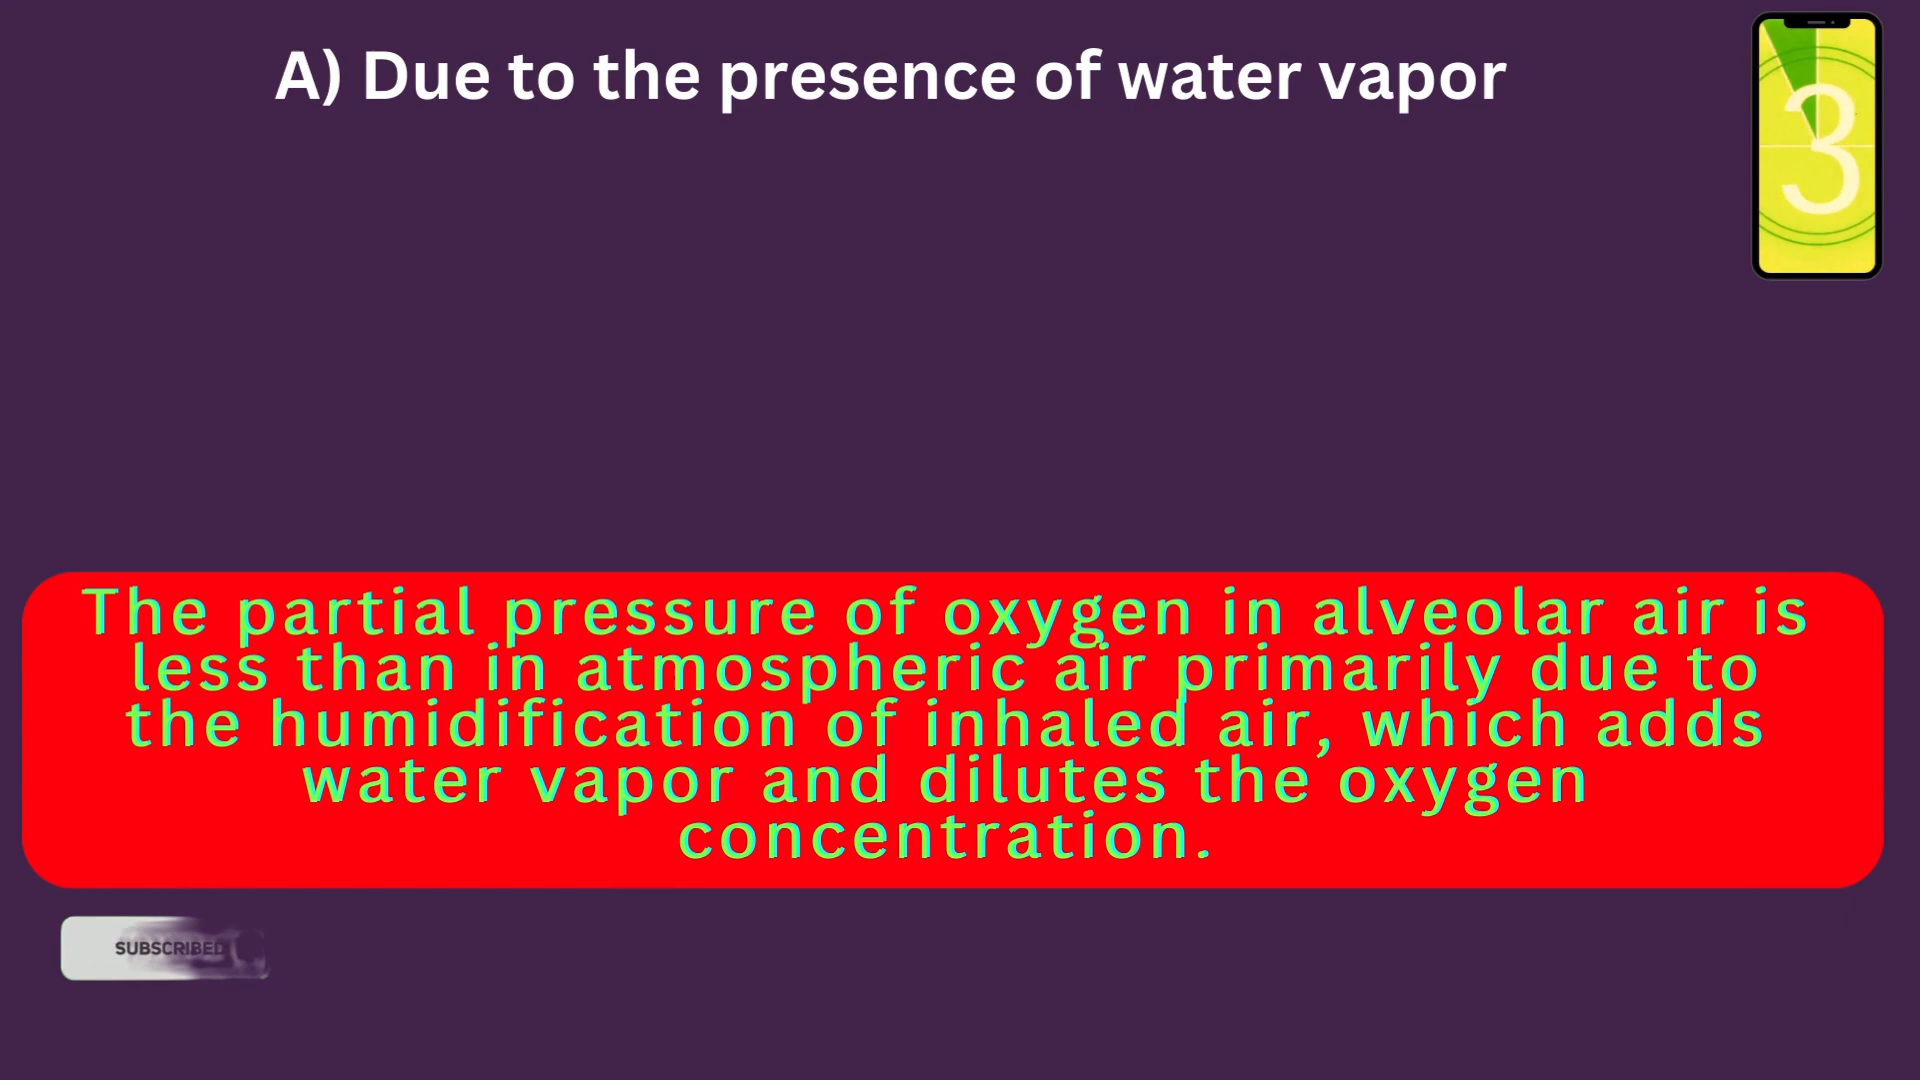 A) Due to the presence of water vapor
3
The partial pressure of oxygen in alveolar air is
less than in atmospheric air primarily due to
the humidification of inhaled air, which adds
water vapor and dilutes the oxygen
concentration.
SUBSCRIBED